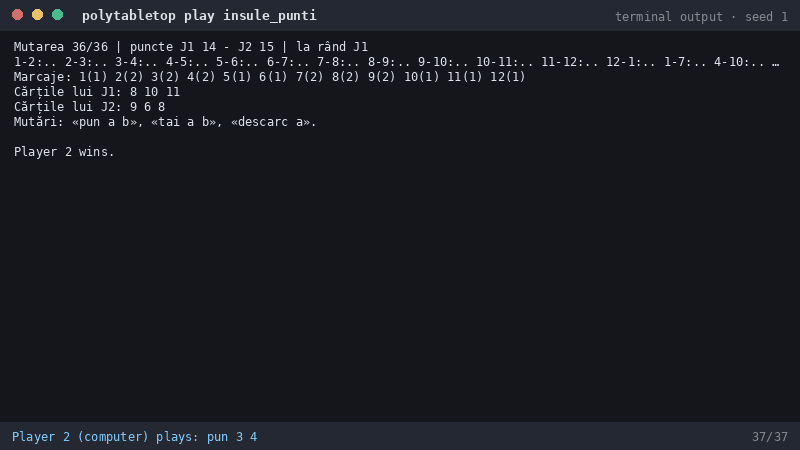 polytabletop play insule_punti
terminal output · seed 1
Mutarea 36/36 | puncte J1 14 - J2 15 | la rând J1
1-2:.. 2-3:.. 3-4:.. 4-5:.. 5-6:.. 6-7:.. 7-8:.. 8-9:.. 9-10:.. 10-11:.. 11-12:.. 12-1:.. 1-7:.. 4-10:.. …
Marcaje: 1(1) 2(2) 3(2) 4(2) 5(1) 6(1) 7(2) 8(2) 9(2) 10(1) 11(1) 12(1)
Cărțile lui J1: 8 10 11
Cărțile lui J2: 9 6 8
Mutări: «pun a b», «tai a b», «descarc a».
Player 2 wins.
Player 2 (computer) plays: pun 3 4
37/37